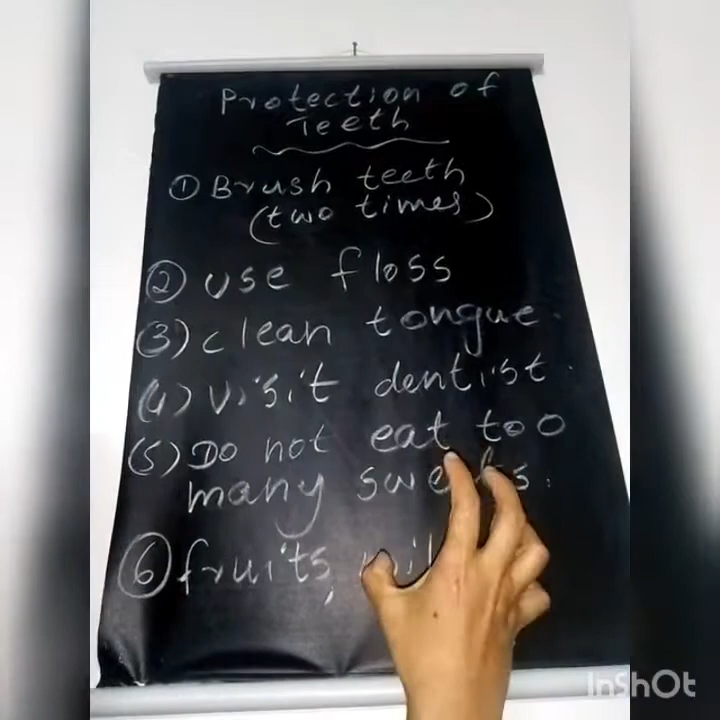 Protection of
Teeth
① Brush teeth
(two times)
② use floss
(3) clean tongue.
(4) visit dentist.
(5) Do not eat too
many sweets.
⑥ fruits,
InShOt